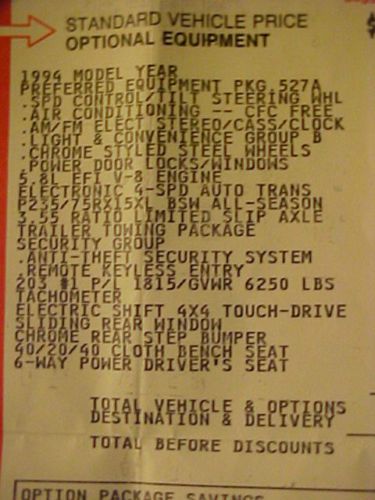 STANDARD VEHICLE PRICE
OPTIONAL EQUIPMENT
1994 MODEL YEAR
PREFERRED EQUIPMENT PKG.527A
.SPD CONTROL/TILT STEERING WHL
.AIR CONDITIONING -- CFC FREE
.AM/FM ELECT STEREO/CASS/CLOCK
.LIGHT & CONVENIENCE GROUP B
.CHROME STYLED STEEL WHEELS
.POWER DOOR LOCKS/WINDOWS
5.8L EFI V-8 ENGINE
ELECTRONIC 4-SPD AUTO TRANS
P235/75RX15XL BSW ALL-SEASON
3.55 RATIO LIMITED SLIP AXLE
TRAILER TOWING PACKAGE
SECURITY GROUP
.ANTI-THEFT SECURITY SYSTEM
.REMOTE KEYLESS ENTRY
203 #1 P/L 1815/GVWR 6250 LBS
TACHOMETER
ELECTRIC SHIFT 4X4 TOUCH-DRIVE
SLIDING REAR WINDOW
CHROME REAR STEP BUMPER
40/20/40 CLOTH BENCH SEAT
6-WAY POWER DRIVER'S SEAT
TOTAL VEHICLE & OPTIONS
DESTINATION & DELIVERY
TOTAL BEFORE DISCOUNTS
OPTION PACKAGE SAVINGS